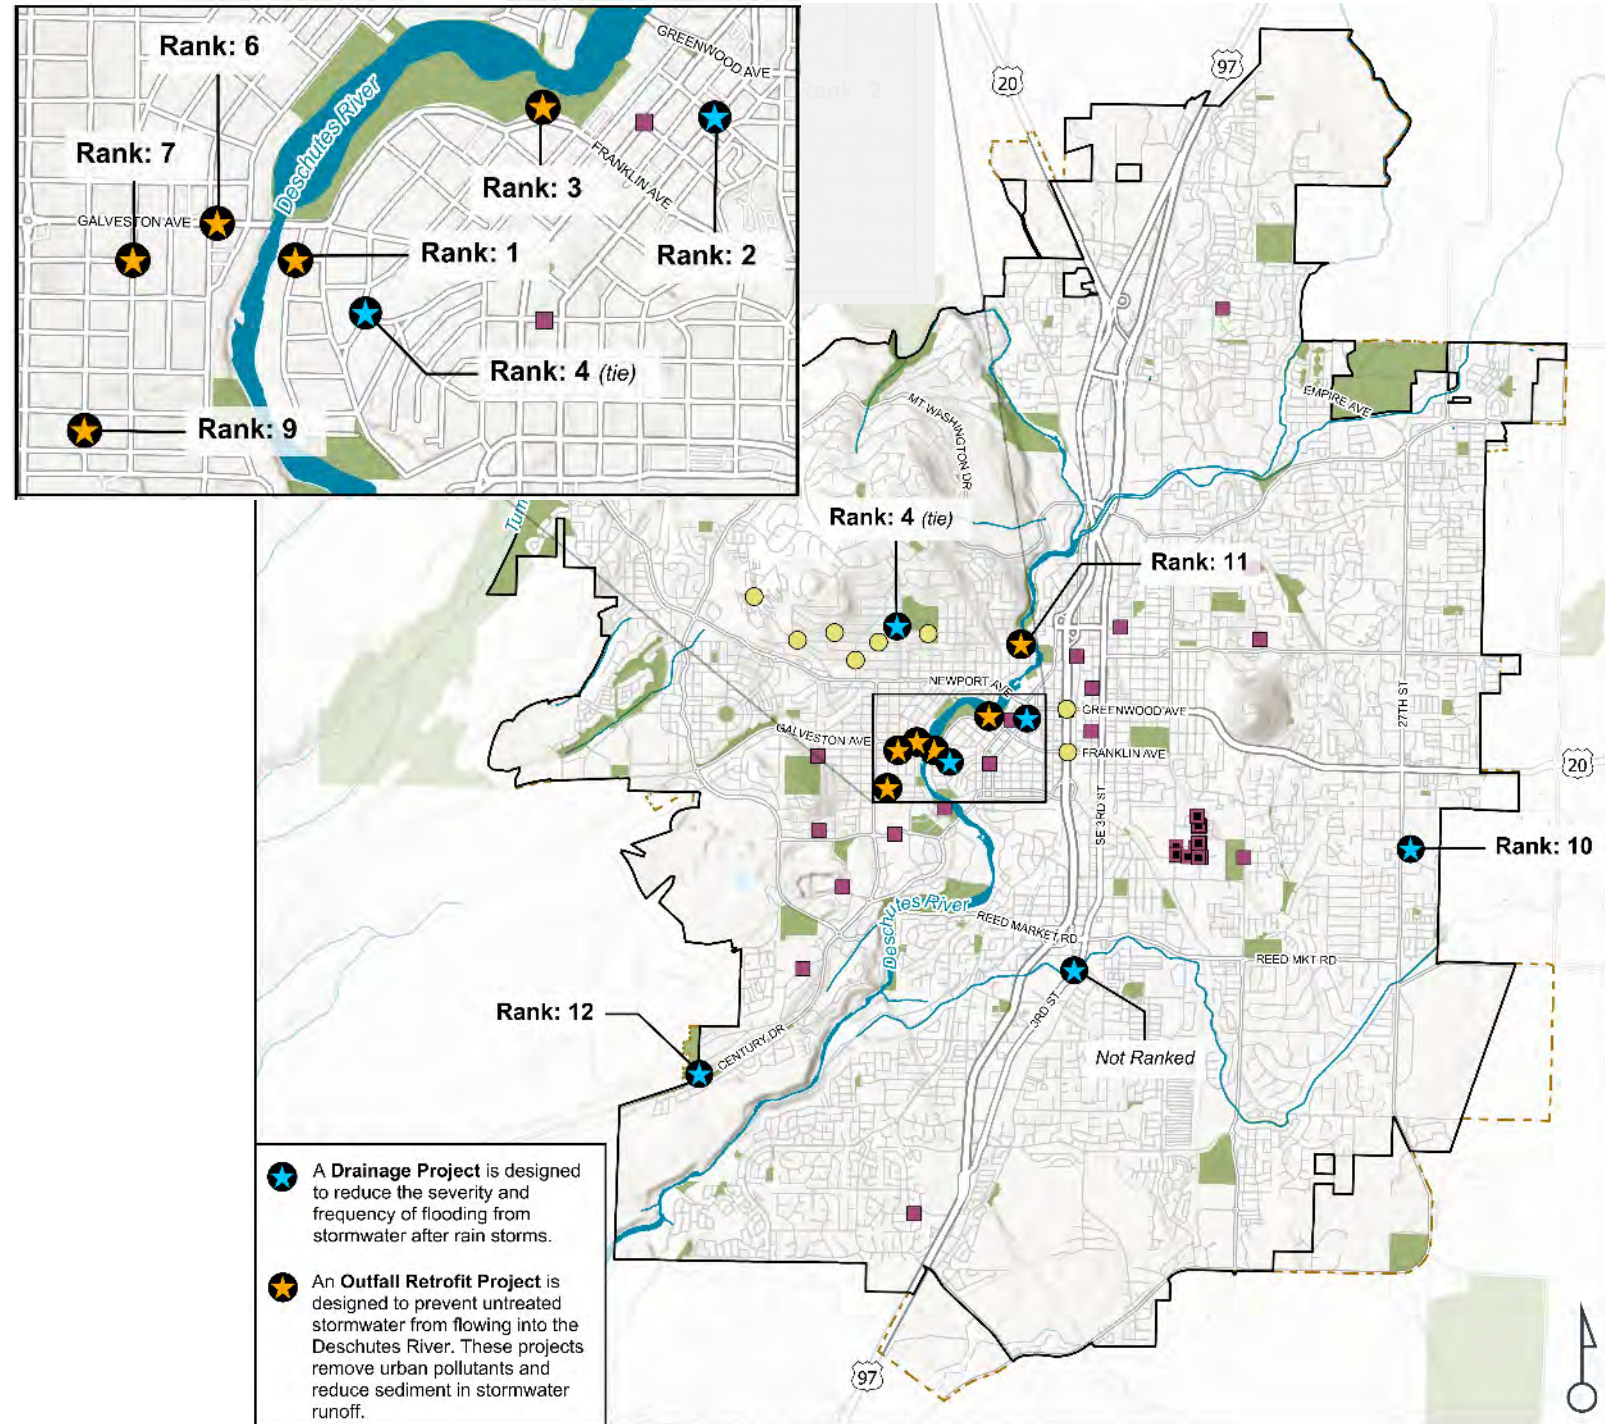 Rank: 6
GREENWOOD AVE
Deschutes River
Rank: 7
FRANKLIN AVE
Rank: 3
GALVESTON AVE
Rank: 1
Rank: 2
Rank: 4 (tie)
Rank: 9
Rank: 2
20
97
EMPIRE AVE
MT WASHINGTON DR
Tum
Rank: 4 (tie)
Rank: 11
NEWPORT AVE
GREENWOOD AVE
27TH ST
GALVESTON AVE
FRANKLIN AVE
20
SE 3RD ST
Rank: 10
Deschutes River
REED MARKET RD
REED MKT RD
Rank: 12
3RD ST
CENTURY DR
Not Ranked
A Drainage Project is designed
to reduce the severity and
frequency of flooding from
stormwater after rain storms.
An Outfall Retrofit Project is
designed to prevent untreated
stormwater from flowing into the
Deschutes River. These projects
remove urban pollutants and
reduce sediment in stormwater
runoff.
97